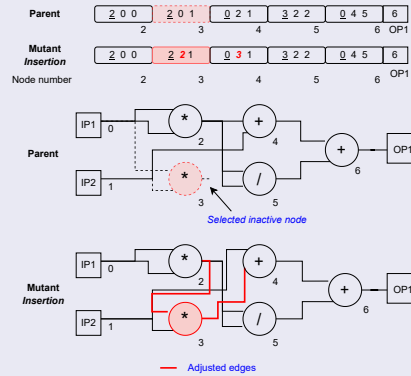 Parent 2 0 0 2 0 1 0 2 1 3 2 2 0 4 5 6
2 3 4 5 6 OP1
Mutant Insertion 2 0 0 2 2 1 0 3 1 3 2 2 0 4 5 6
Node number 2 3 4 5 6 OP1
IP1 0 * 2 + 4
Parent + 6 OP1
IP2 1 * 3 / 5
Selected inactive node
IP1 0 * 2 + 4
Mutant Insertion + 6 OP1
IP2 1 * 3 / 5
Adjusted edges